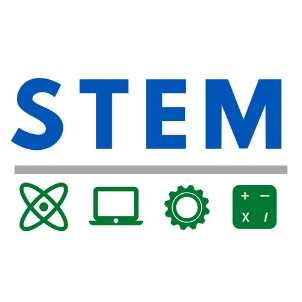 STEM
+ −
x /